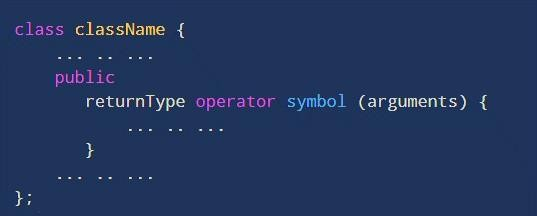 class className {
... .. ...
public
returnType operator symbol (arguments) {
... .. ...
}
... .. ...
};